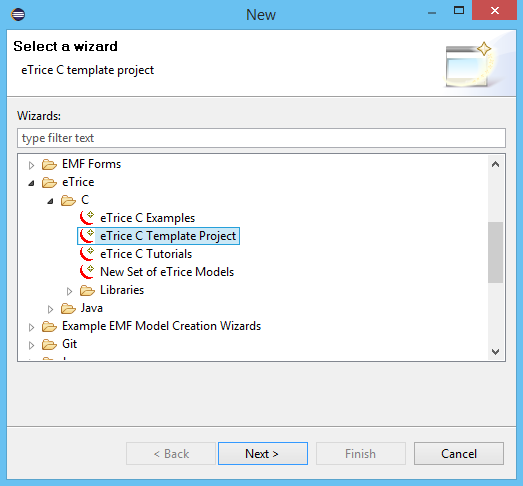 New
Select a wizard
eTrice C template project
Wizards:
type filter text
EMF Forms
eTrice
C
eTrice C Examples
eTrice C Template Project
eTrice C Tutorials
New Set of eTrice Models
Libraries
Java
Example EMF Model Creation Wizards
Git
< Back
Next >
Finish
Cancel